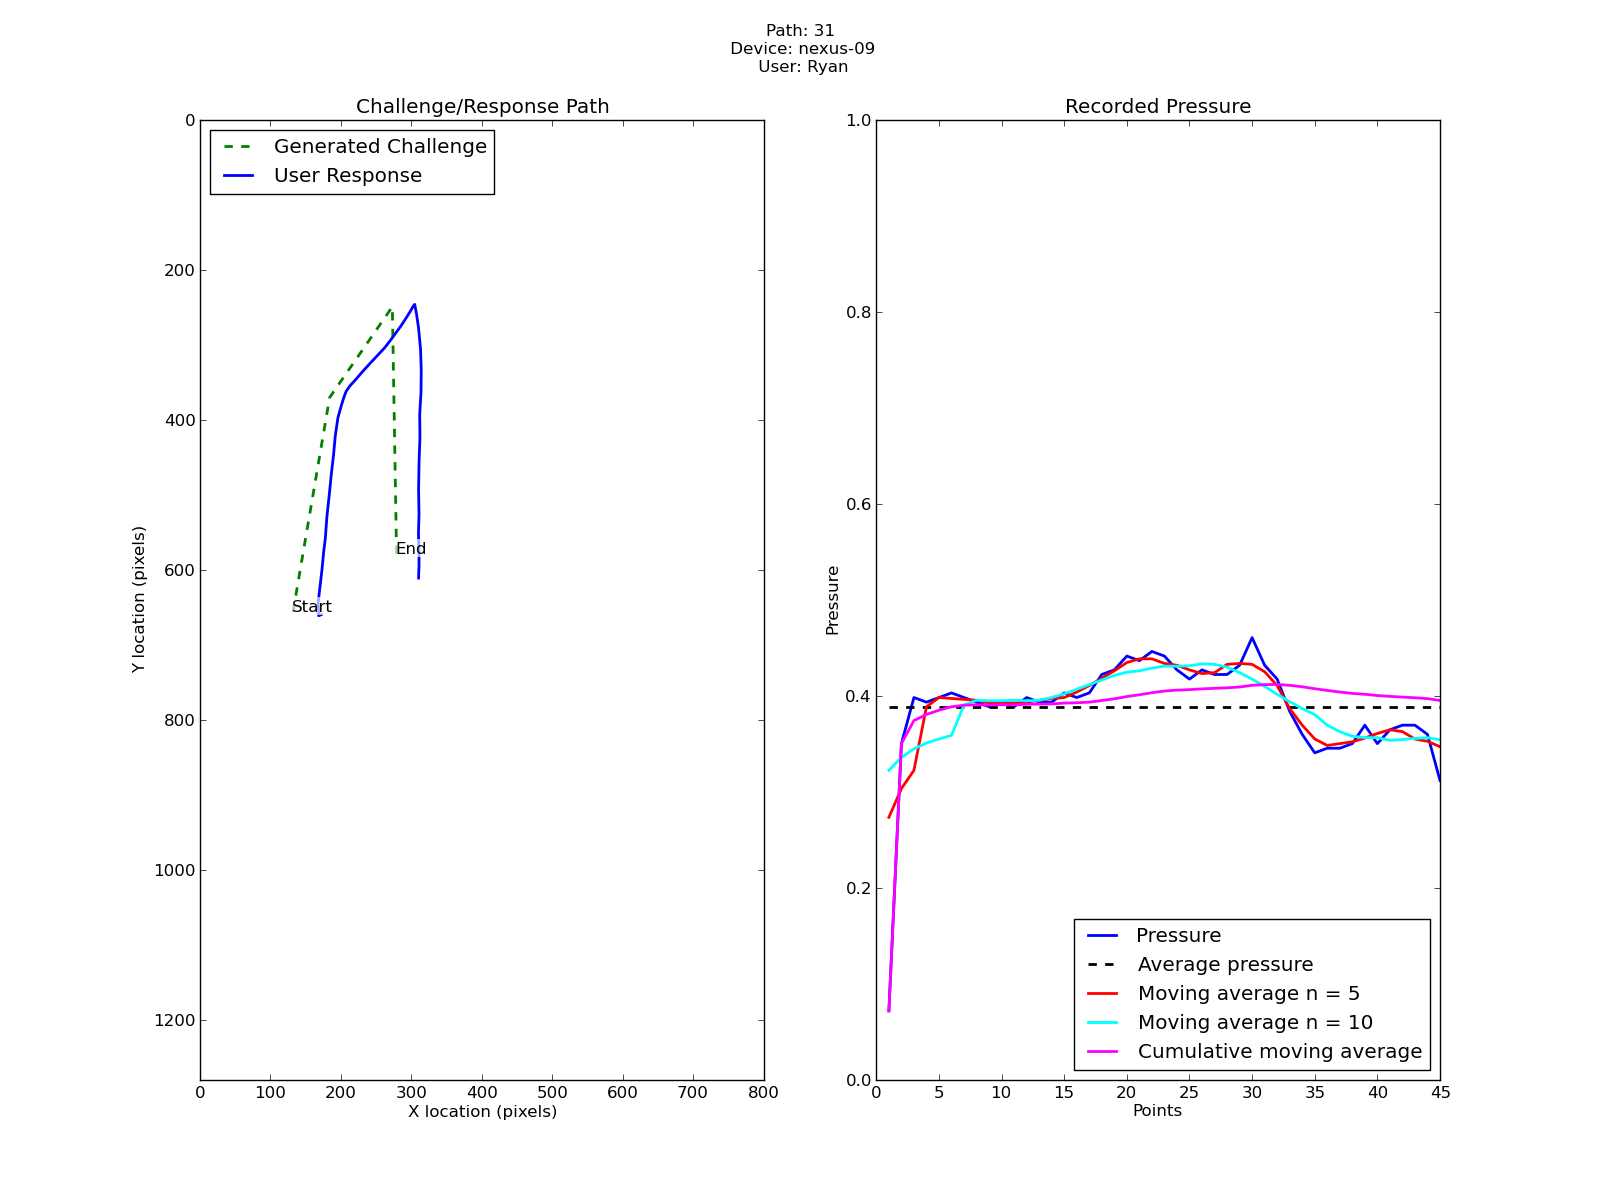 Path: 31
Device: nexus-09
User: Ryan
Challenge/Response Path
0
200
400
600
800
1000
1200
Y location (pixels)
Generated Challenge
User Response
End
Start
0 100 200 300 400 500 600 700 800
X location (pixels)
Recorded Pressure
1.0
0.8
0.6
0.4
0.2
0.0
Pressure
Pressure
Average pressure
Moving average n = 5
Moving average n = 10
Cumulative moving average
0 5 10 15 20 25 30 35 40 45
Points